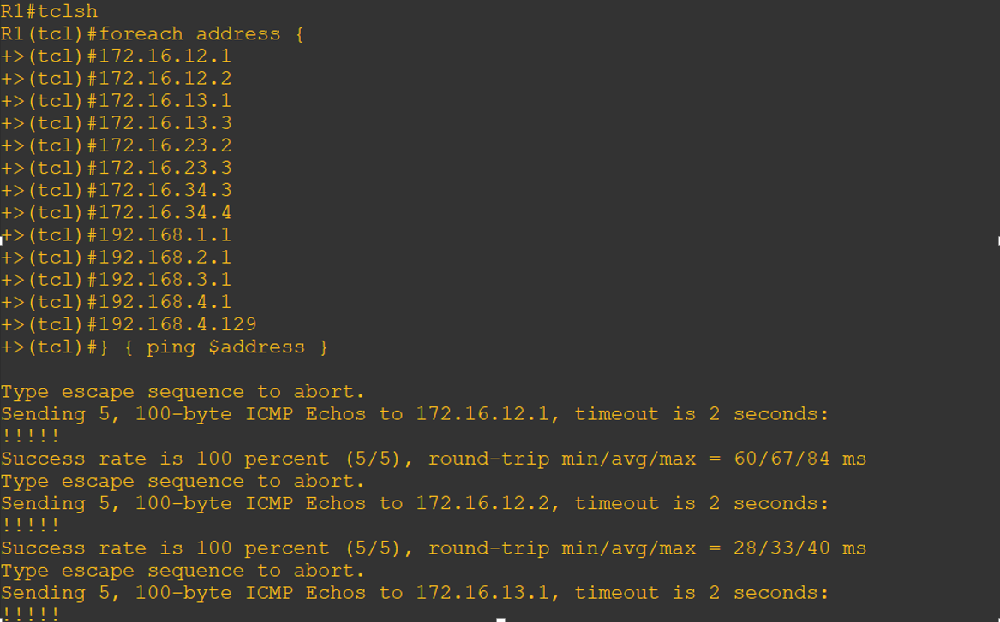 R1#tclsh
R1(tcl)#foreach address {
+>(tcl)#172.16.12.1
+>(tcl)#172.16.12.2
+>(tcl)#172.16.13.1
+>(tcl)#172.16.13.3
+>(tcl)#172.16.23.2
+>(tcl)#172.16.23.3
+>(tcl)#172.16.34.3
+>(tcl)#172.16.34.4
+>(tcl)#192.168.1.1
+>(tcl)#192.168.2.1
+>(tcl)#192.168.3.1
+>(tcl)#192.168.4.1
+>(tcl)#192.168.4.129
+>(tcl)#} { ping $address }
Type escape sequence to abort.
Sending 5, 100-byte ICMP Echos to 172.16.12.1, timeout is 2 seconds:
!!!!!
Success rate is 100 percent (5/5), round-trip min/avg/max = 60/67/84 ms
Type escape sequence to abort.
Sending 5, 100-byte ICMP Echos to 172.16.12.2, timeout is 2 seconds:
!!!!!
Success rate is 100 percent (5/5), round-trip min/avg/max = 28/33/40 ms
Type escape sequence to abort.
Sending 5, 100-byte ICMP Echos to 172.16.13.1, timeout is 2 seconds:
!!!!!